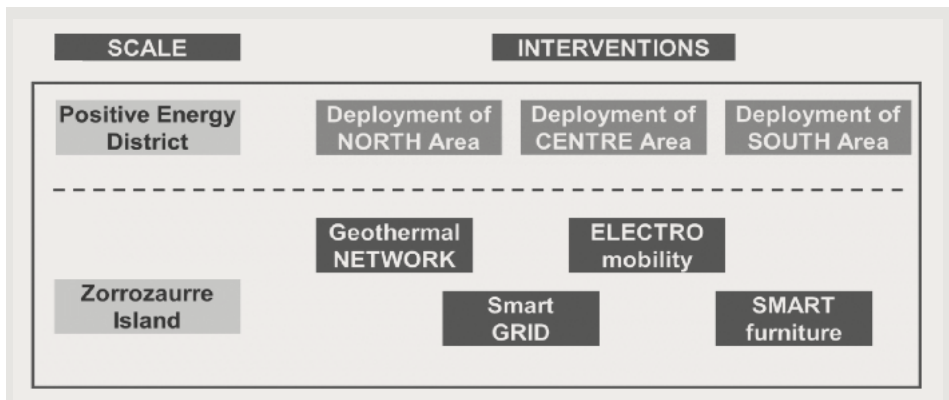 SCALE
INTERVENTIONS
Positive Energy
District
Deployment of
NORTH Area
Deployment of
CENTRE Area
Deployment of
SOUTH Area
Geothermal
NETWORK
ELECTRO
mobility
Zorrozaurre
Island
Smart
GRID
SMART
furniture